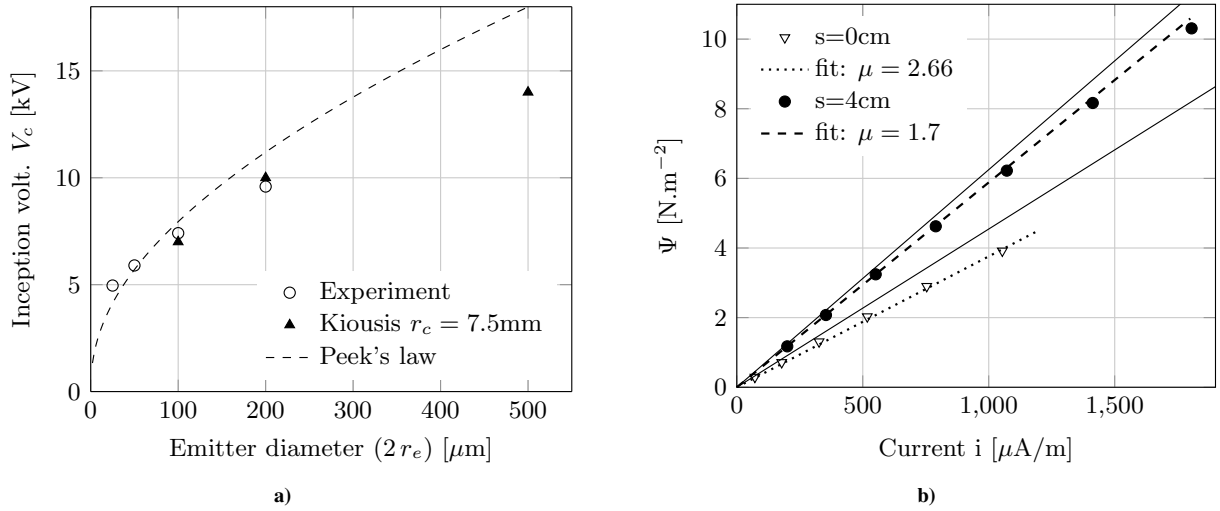 15
10
5
0
0 100 200 300 400 500
Inception volt. V_c [kV]
Experiment
Kiousis r_c = 7.5mm
Peek's law
Emitter diameter (2 r_e) [μm]
a)
10
8
6
4
2
0
0 500 1,000 1,500
Ψ [N.m⁻²]
s=0cm
fit: μ = 2.66
s=4cm
fit: μ = 1.7
Current i [μA/m]
b)